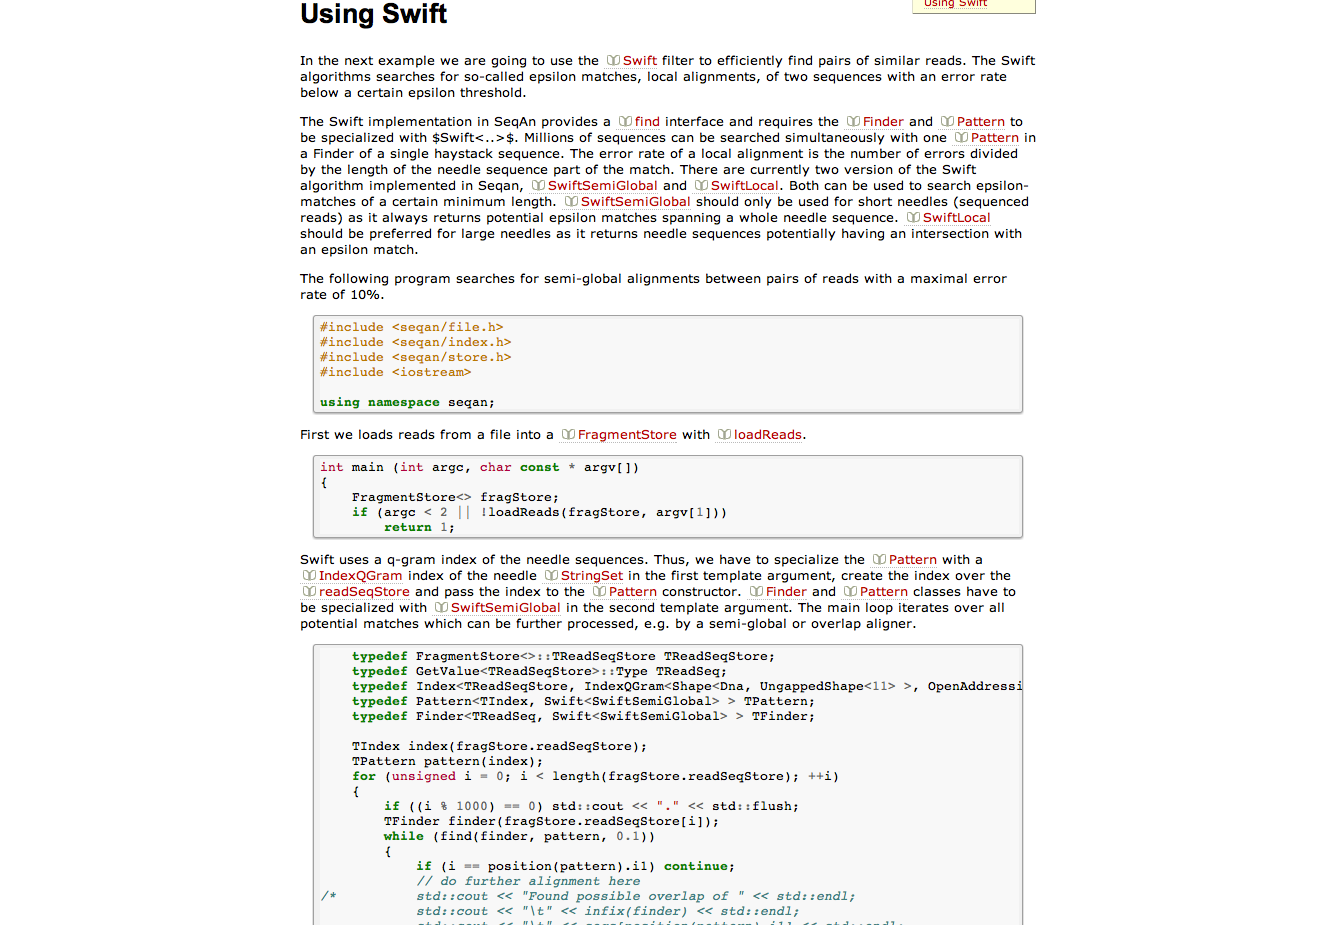 Using Swift
Using Swift
In the next example we are going to use the Swift filter to efficiently find pairs of similar reads. The Swift
algorithms searches for so-called epsilon matches, local alignments, of two sequences with an error rate
below a certain epsilon threshold.
The Swift implementation in SeqAn provides a find interface and requires the Finder and Pattern to
be specialized with $Swift<..>$. Millions of sequences can be searched simultaneously with one Pattern in
a Finder of a single haystack sequence. The error rate of a local alignment is the number of errors divided
by the length of the needle sequence part of the match. There are currently two version of the Swift
algorithm implemented in Seqan, SwiftSemiGlobal and SwiftLocal. Both can be used to search epsilon-
matches of a certain minimum length. SwiftSemiGlobal should only be used for short needles (sequenced
reads) as it always returns potential epsilon matches spanning a whole needle sequence. SwiftLocal
should be preferred for large needles as it returns needle sequences potentially having an intersection with
an epsilon match.
The following program searches for semi-global alignments between pairs of reads with a maximal error
rate of 10%.
#include <seqan/file.h>
#include <seqan/index.h>
#include <seqan/store.h>
#include <iostream>
using namespace seqan;
First we loads reads from a file into a FragmentStore with loadReads.
int main (int argc, char const * argv[])
{
    FragmentStore<> fragStore;
    if (argc < 2 || !loadReads(fragStore, argv[1]))
        return 1;
Swift uses a q-gram index of the needle sequences. Thus, we have to specialize the Pattern with a
IndexQGram index of the needle StringSet in the first template argument, create the index over the
readSeqStore and pass the index to the Pattern constructor. Finder and Pattern classes have to
be specialized with SwiftSemiGlobal in the second template argument. The main loop iterates over all
potential matches which can be further processed, e.g. by a semi-global or overlap aligner.
    typedef FragmentStore<>::TReadSeqStore TReadSeqStore;
    typedef GetValue<TReadSeqStore>::Type TReadSeq;
    typedef Index<TReadSeqStore, IndexQGram<Shape<Dna, UngappedShape<11> >, OpenAddressi
    typedef Pattern<TIndex, Swift<SwiftSemiGlobal> > TPattern;
    typedef Finder<TReadSeq, Swift<SwiftSemiGlobal> > TFinder;
    TIndex index(fragStore.readSeqStore);
    TPattern pattern(index);
    for (unsigned i = 0; i < length(fragStore.readSeqStore); ++i)
    {
        if ((i % 1000) == 0) std::cout << "." << std::flush;
        TFinder finder(fragStore.readSeqStore[i]);
        while (find(finder, pattern, 0.1))
        {
            if (i == position(pattern).i1) continue;
            // do further alignment here
/*          std::cout << "Found possible overlap of " << std::endl;
            std::cout << "\t" << infix(finder) << std::endl;
            std::cout << "\t" << seqs[position(pattern).i1] << std::endl;